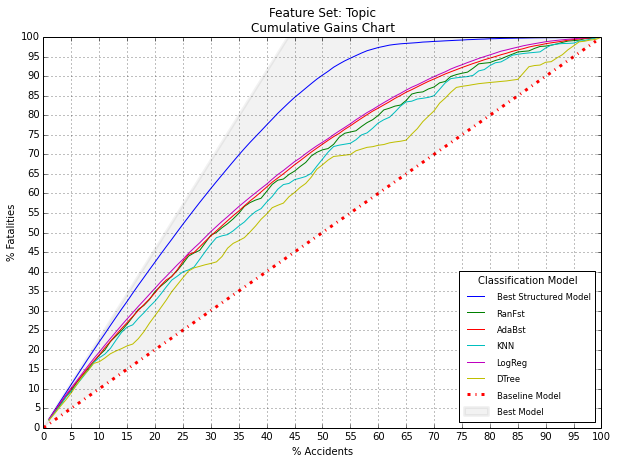 Feature Set: Topic
Cumulative Gains Chart
% Fatalities
100
95
90
85
80
75
70
65
60
55
50
45
40
35
30
25
20
15
10
5
0
Classification Model
Best Structured Model
RanFst
AdaBst
KNN
LogReg
DTree
Baseline Model
Best Model
0 5 10 15 20 25 30 35 40 45 50 55 60 65 70 75 80 85 90 95 100
% Accidents